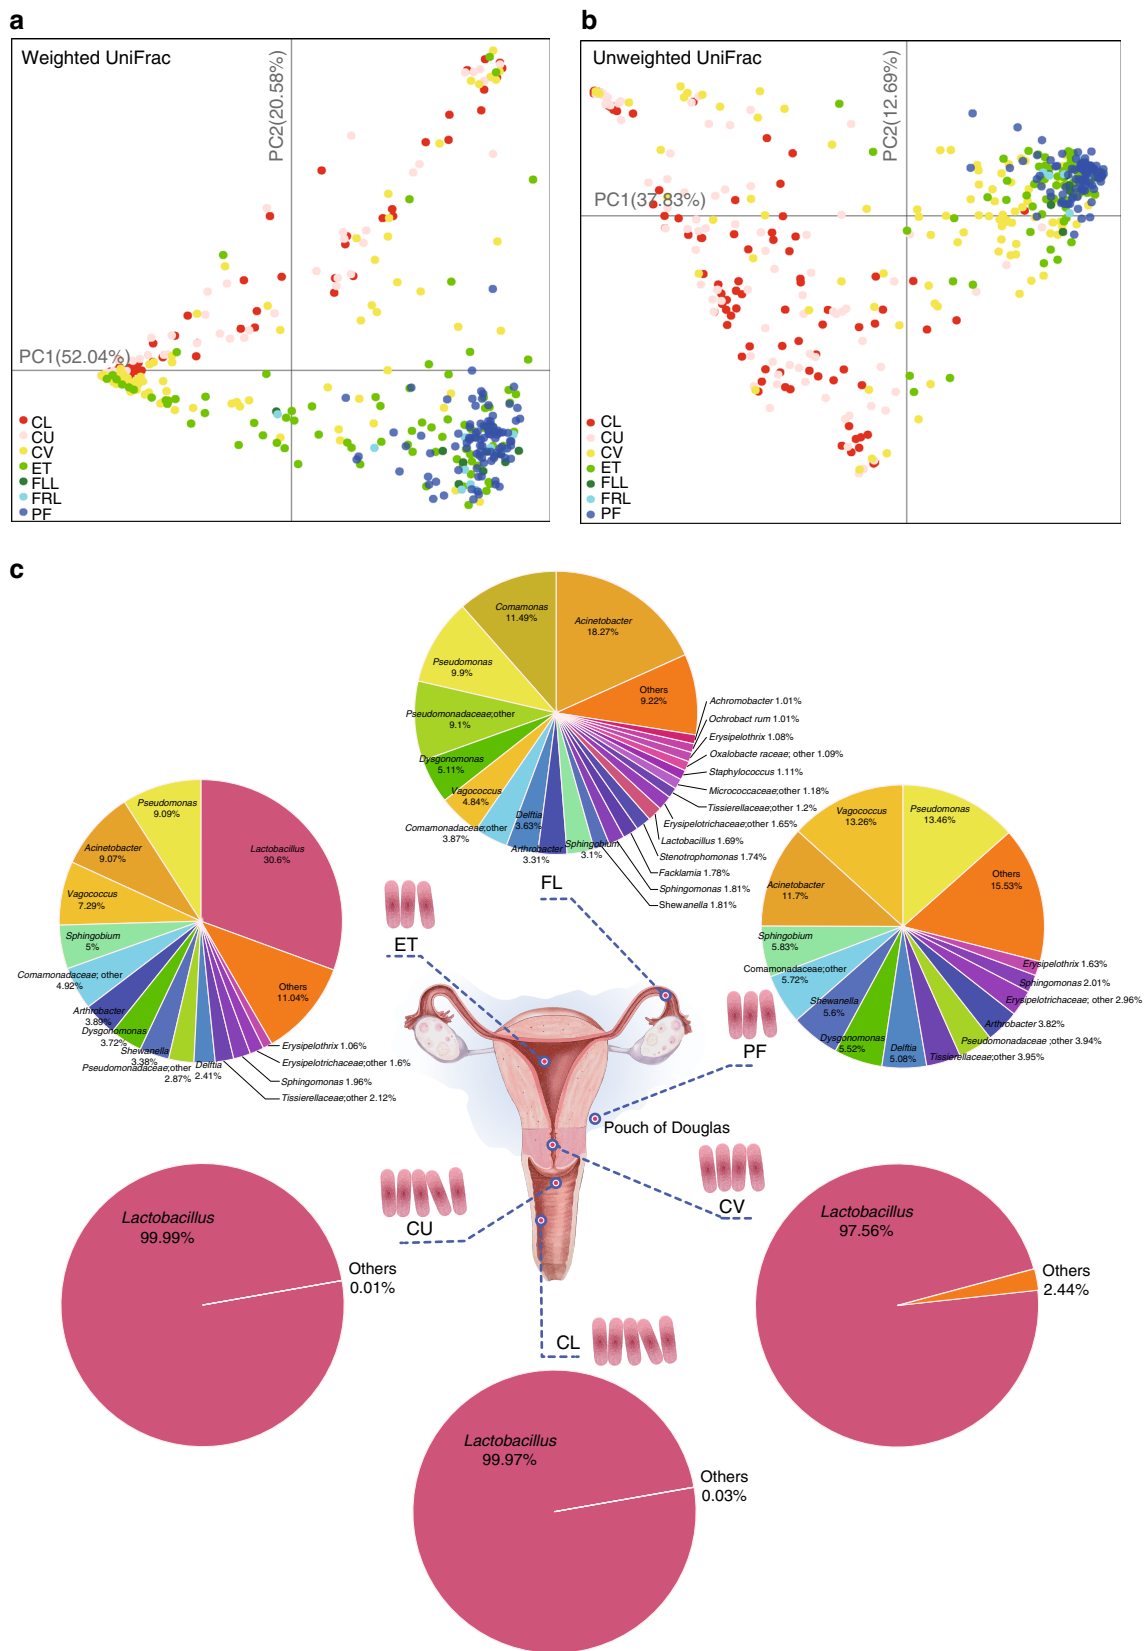 a
Weighted UniFrac
PC2(20.58%)
PC1(52.04%)
CL
CU
CV
ET
FLL
FRL
PF
b
Unweighted UniFrac
PC2(12.69%)
PC1(37.83%)
CL
CU
CV
ET
FLL
FRL
PF
c
Comamonas
11.49%
Acinetobacter
18.27%
Pseudomonas
9.9%
Others
9.22%
Pseudomonadaceae;other
9.1%
Dysgonomonas
5.11%
Vagococcus
4.84%
Comamonadaceae;other
3.87%
Delftia
3.63%
Arthrobacter
3.31%
Sphingobium
3.1%
Achromobacter 1.01%
Ochrobact rum 1.01%
Erysipelothrix 1.08%
Oxalobacte raceae; other 1.09%
Staphylococcus 1.11%
Micrococcaceae;other 1.18%
Tissierellaceae;other 1.2%
Erysipelotrichaceae;other 1.65%
Lactobacillus 1.69%
Stenotrophomonas 1.74%
Facklamia 1.78%
Sphingomonas 1.81%
Shewanella 1.81%
FL
Pseudomonas
9.09%
Lactobacillus
30.6%
Acinetobacter
9.07%
Vagococcus
7.29%
Sphingobium
5%
Comamonadaceae; other
4.92%
Arthrobacter
3.89%
Dysgonomonas
3.72%
Shewanella
3.38%
Pseudomonadaceae;other
2.87%
Delftia
2.41%
Others
11.04%
Erysipelothrix 1.06%
Erysipelotrichaceae;other 1.6%
Sphingomonas 1.96%
Tissierellaceae;other 2.12%
ET
Vagococcus
13.26%
Pseudomonas
13.46%
Acinetobacter
11.7%
Others
15.53%
Sphingobium
5.83%
Comamonadaceae;other
5.72%
Shewanella
5.6%
Dysgonomonas
5.52%
Delftia
5.08%
Erysipelothrix 1.63%
Sphingomonas 2.01%
Erysipelotrichaceae; other 2.96%
Arthrobacter 3.82%
Pseudomonadaceae ;other 3.94%
Tissierellaceae;other 3.95%
PF
Pouch of Douglas
CU
CV
CL
Lactobacillus
99.99%
Others
0.01%
Lactobacillus
97.56%
Others
2.44%
Lactobacillus
99.97%
Others
0.03%